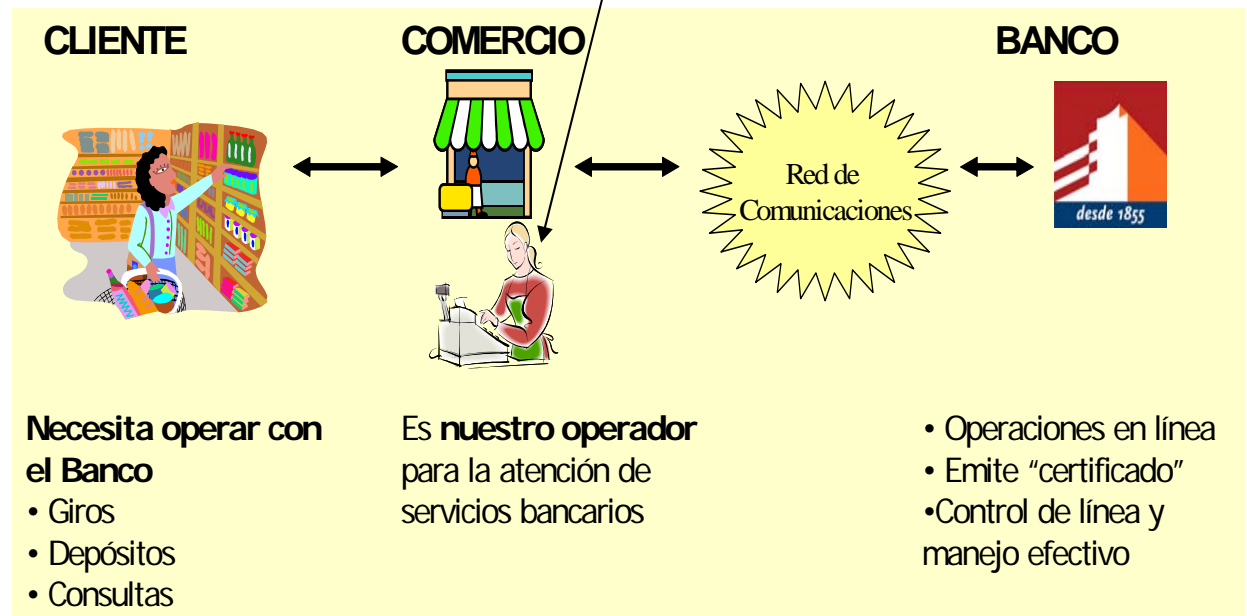 CLIENTE
COMERCIO
BANCO
Red de
Comunicaciones
desde 1855
Necesita operar con
el Banco
• Giros
• Depósitos
• Consultas
Es nuestro operador
para la atención de
servicios bancarios
• Operaciones en línea
• Emite “certificado”
•Control de línea y
manejo efectivo